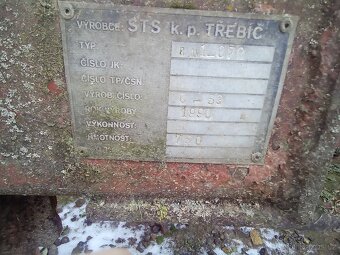 VÝROBCE: STS k.p. TŘEBÍČ
TYP:
ČÍSLO JK:
ČÍSLO TP/ČSN:
VÝROB. ČÍSLO:
ROK VÝROBY: 1990
VÝKONNOST:
HMOTNOST: